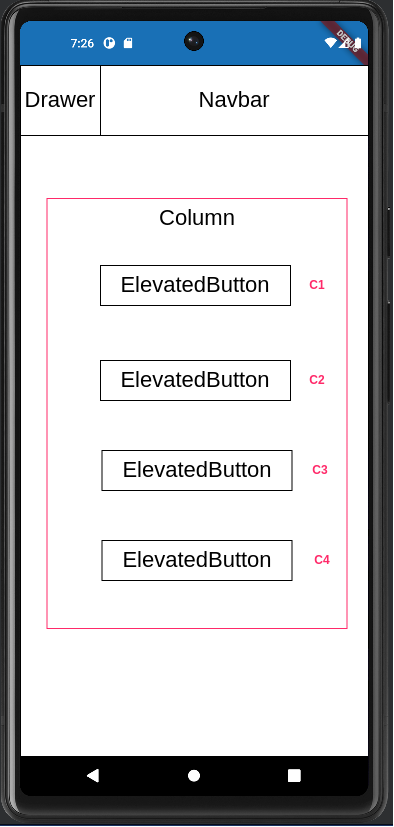 7:26
DEBUG
Drawer
Navbar
Column
ElevatedButton C1
ElevatedButton C2
ElevatedButton C3
ElevatedButton C4